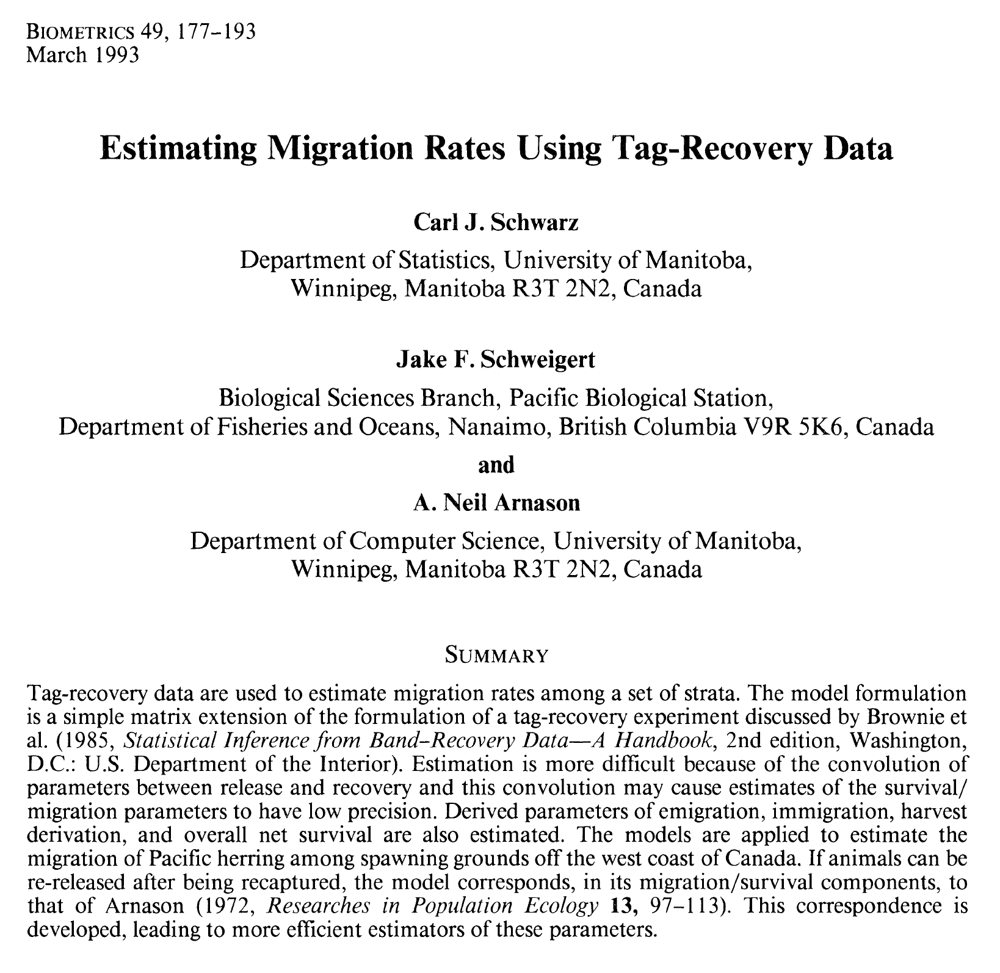 BIOMETRICS 49, 177–193
March 1993
Estimating Migration Rates Using Tag-Recovery Data
Carl J. Schwarz
Department of Statistics, University of Manitoba,
Winnipeg, Manitoba R3T 2N2, Canada
Jake F. Schweigert
Biological Sciences Branch, Pacific Biological Station,
Department of Fisheries and Oceans, Nanaimo, British Columbia V9R 5K6, Canada
and
A. Neil Arnason
Department of Computer Science, University of Manitoba,
Winnipeg, Manitoba R3T 2N2, Canada
SUMMARY
Tag-recovery data are used to estimate migration rates among a set of strata. The model formulation
is a simple matrix extension of the formulation of a tag-recovery experiment discussed by Brownie et
al. (1985, Statistical Inference from Band–Recovery Data—A Handbook, 2nd edition, Washington,
D.C.: U.S. Department of the Interior). Estimation is more difficult because of the convolution of
parameters between release and recovery and this convolution may cause estimates of the survival/
migration parameters to have low precision. Derived parameters of emigration, immigration, harvest
derivation, and overall net survival are also estimated. The models are applied to estimate the
migration of Pacific herring among spawning grounds off the west coast of Canada. If animals can be
re-released after being recaptured, the model corresponds, in its migration/survival components, to
that of Arnason (1972, Researches in Population Ecology 13, 97–113). This correspondence is
developed, leading to more efficient estimators of these parameters.